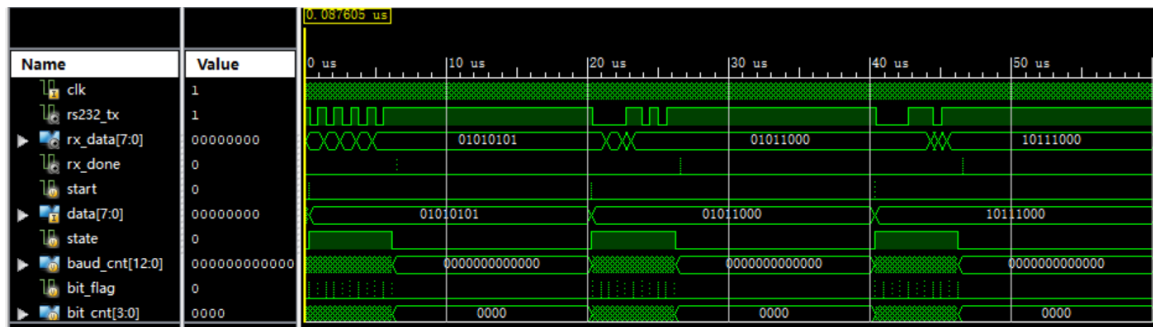 0.087605 us
Name Value 0 us 10 us 20 us 30 us 40 us 50 us
clk 1
rs232_tx 1
rx_data[7:0] 00000000 01010101 01011000 10111000
rx_done 0
start 0
data[7:0] 00000000 01010101 01011000 10111000
state 0
baud_cnt[12:0] 000000000000 0000000000000 0000000000000 0000000000000
bit_flag 0
bit_cnt[3:0] 0000 0000 0000 0000